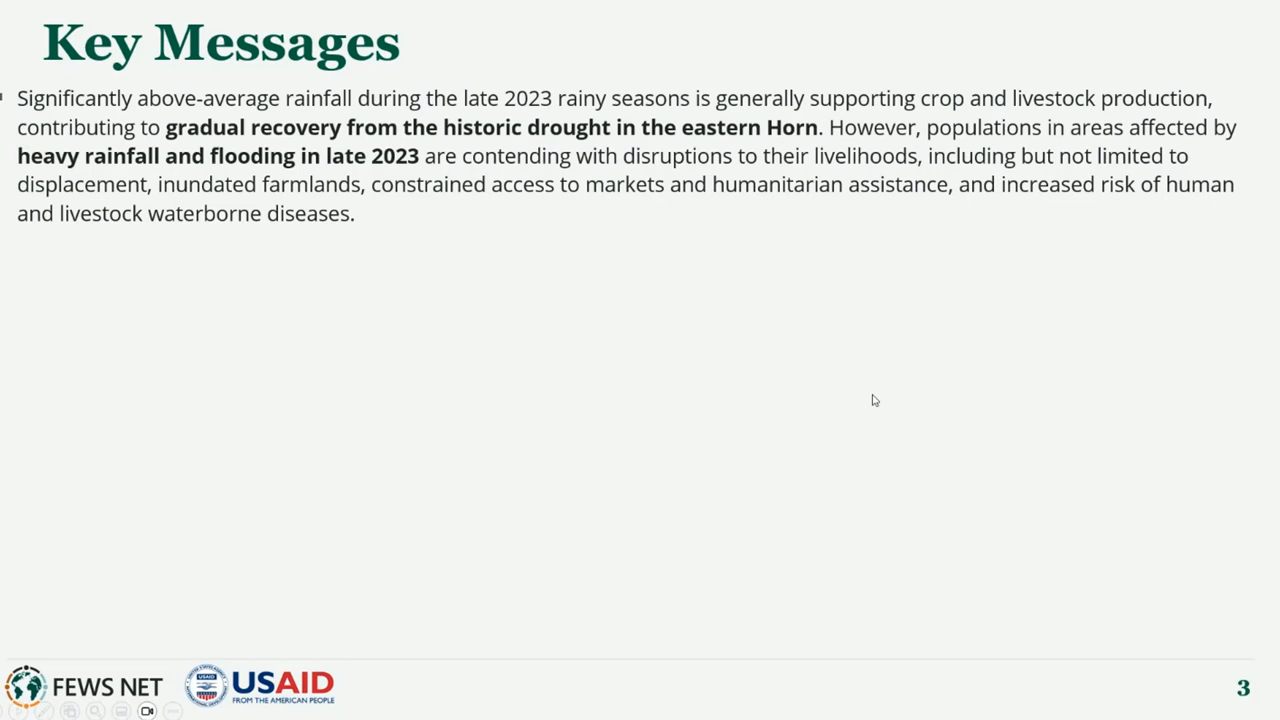 Key Messages
Significantly above-average rainfall during the late 2023 rainy seasons is generally supporting crop and livestock production,
contributing to gradual recovery from the historic drought in the eastern Horn. However, populations in areas affected by
heavy rainfall and flooding in late 2023 are contending with disruptions to their livelihoods, including but not limited to
displacement, inundated farmlands, constrained access to markets and humanitarian assistance, and increased risk of human
and livestock waterborne diseases.
FEWS NET
USAID
FROM THE AMERICAN PEOPLE
3